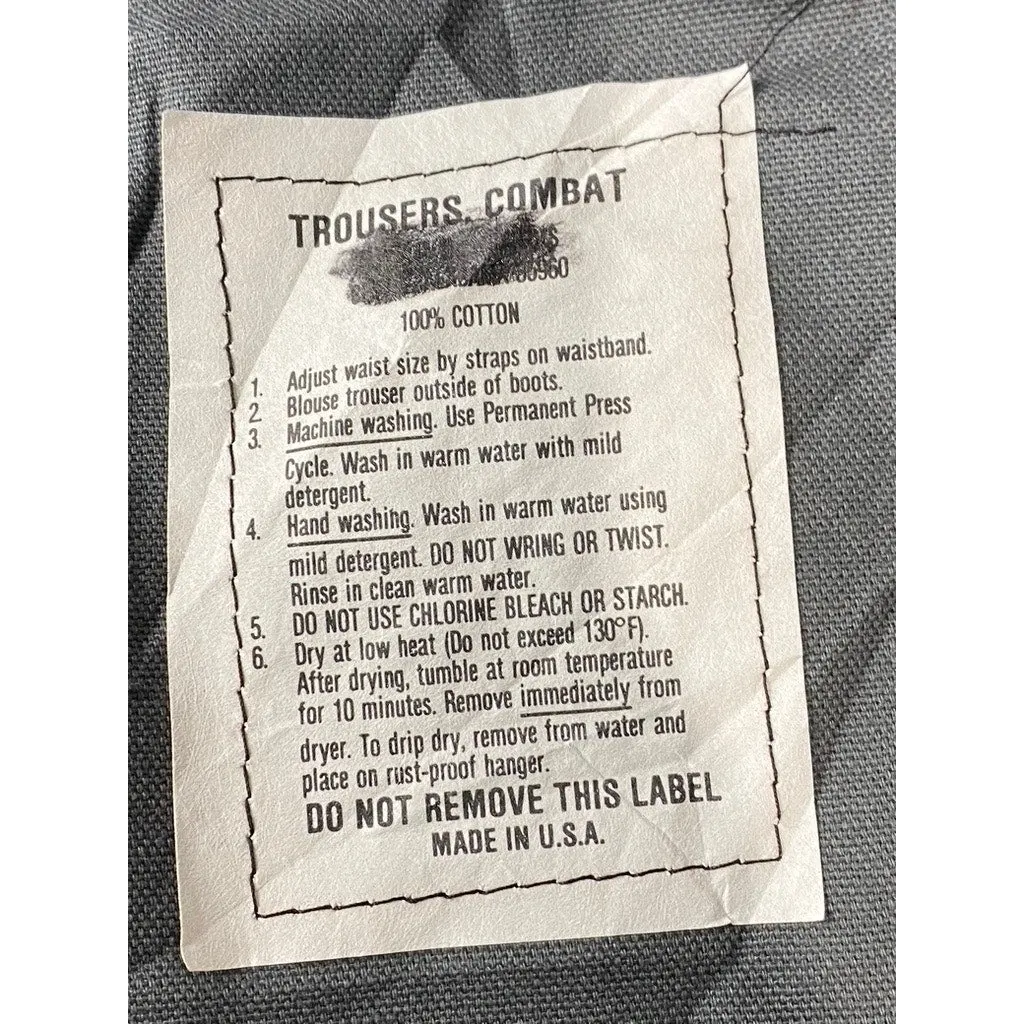 TROUSERS, COMBAT
100% COTTON
1. Adjust waist size by straps on waistband.
2 Blouse trouser outside of boots.
3. Machine washing. Use Permanent Press
Cycle. Wash in warm water with mild
detergent.
4. Hand washing. Wash in warm water using
mild detergent. DO NOT WRING OR TWIST.
Rinse in clean warm water.
5. DO NOT USE CHLORINE BLEACH OR STARCH.
6. Dry at low heat (Do not exceed 130°F).
After drying, tumble at room temperature
for 10 minutes. Remove immediately from
dryer. To drip dry, remove from water and
place on rust-proof hanger.
DO NOT REMOVE THIS LABEL
MADE IN U.S.A.